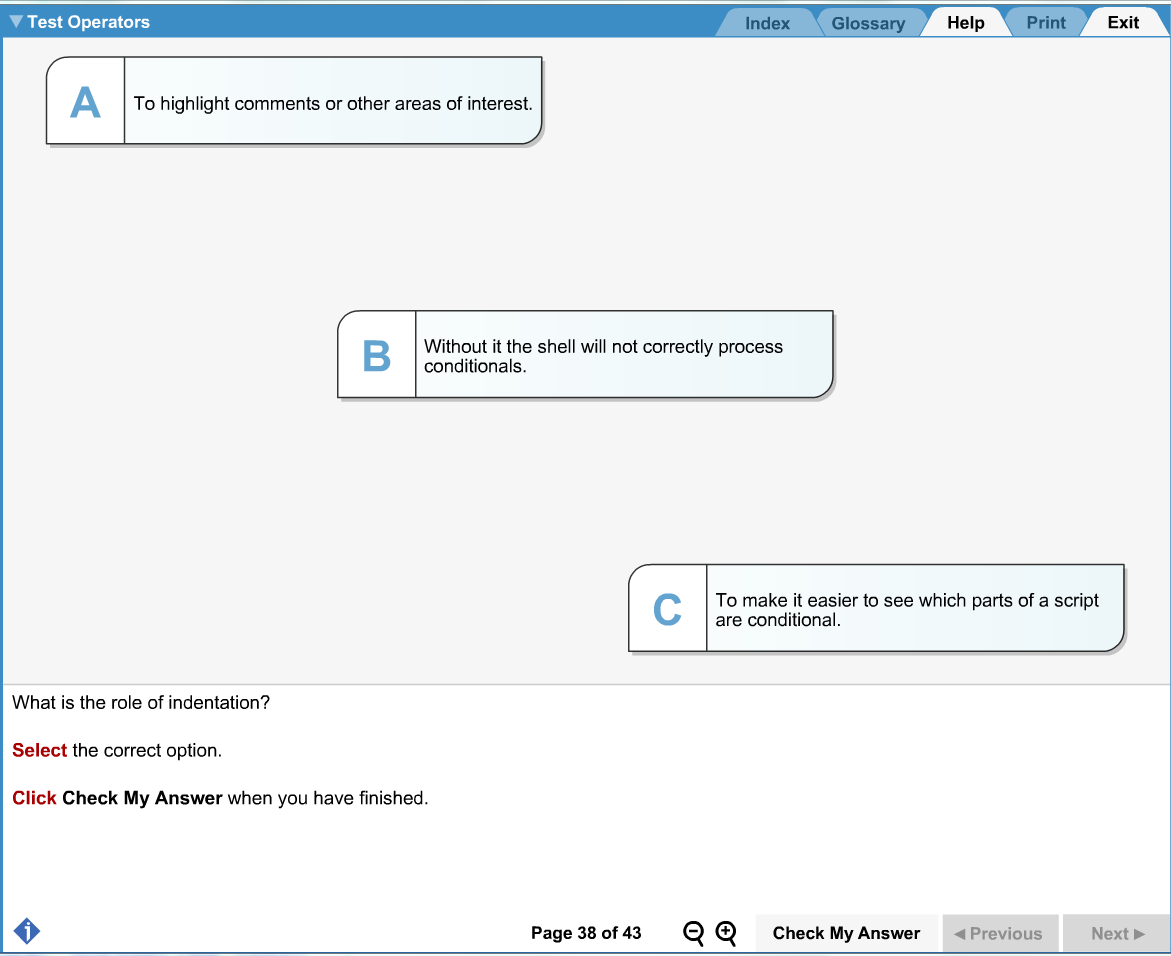 Test Operators
Index
Glossary
Help
Print
Exit
A
To highlight comments or other areas of interest.
B
Without it the shell will not correctly process
conditionals.
C
To make it easier to see which parts of a script
are conditional.
What is the role of indentation?
Select the correct option.
Click Check My Answer when you have finished.
i
Page 38 of 43
Check My Answer
Previous
Next